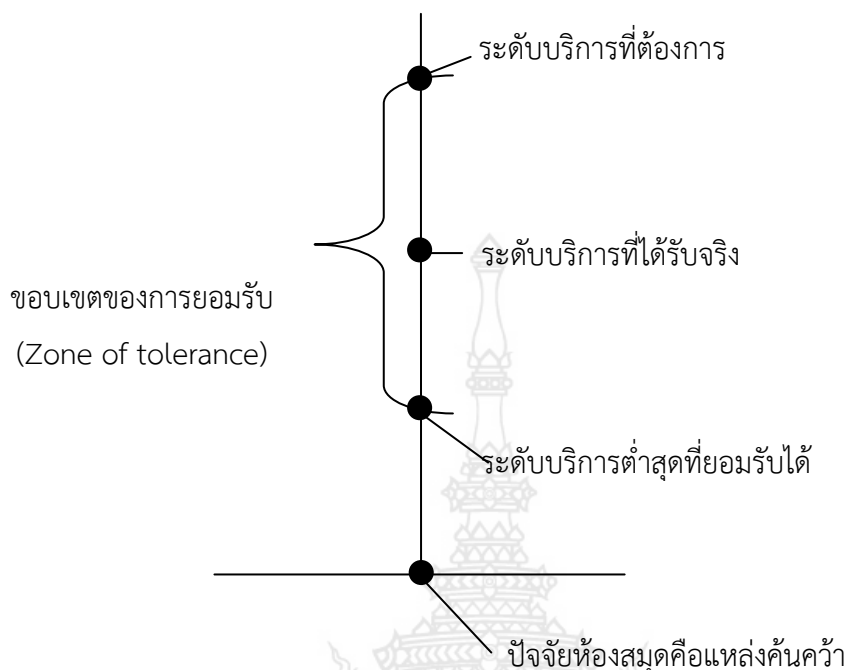 ระดับบริการที่ต้องการ
ระดับบริการที่ได้รับจริง
ขอบเขตของการยอมรับ
(Zone of tolerance)
ระดับบริการต่ำสุดที่ยอมรับได้
ปัจจัยห้องสมุดคือแหล่งค้นคว้า